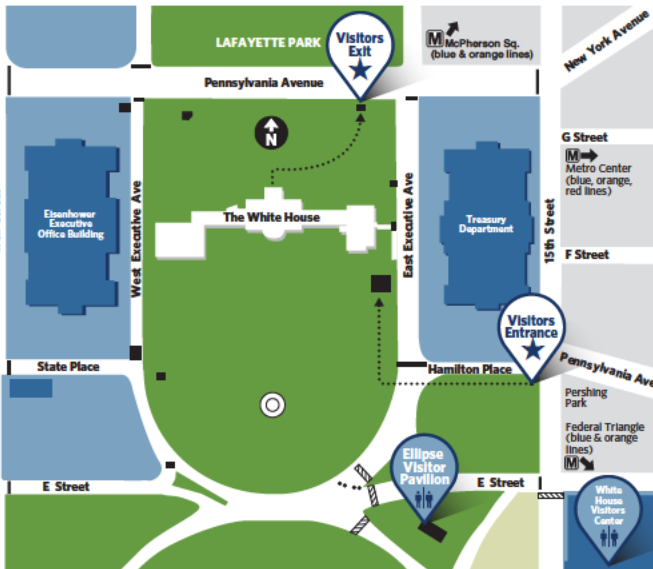 LAFAYETTE PARK
Visitors
Exit
M
McPherson Sq.
(blue & orange lines)
New York Avenue
Pennsylvania Avenue
N
G Street
M
Metro Center
(blue, orange,
red lines)
Eisenhower
Executive
Office Building
West Executive Ave
The White House
East Executive Ave
Treasury
Department
15th Street
F Street
Visitors
Entrance
State Place
Hamilton Place
Pennsylvania Ave
Pershing
Park
Federal Triangle
(blue & orange
lines)
M
Ellipse
Visitor
Pavilion
E Street
E Street
White
House
Visitors
Center